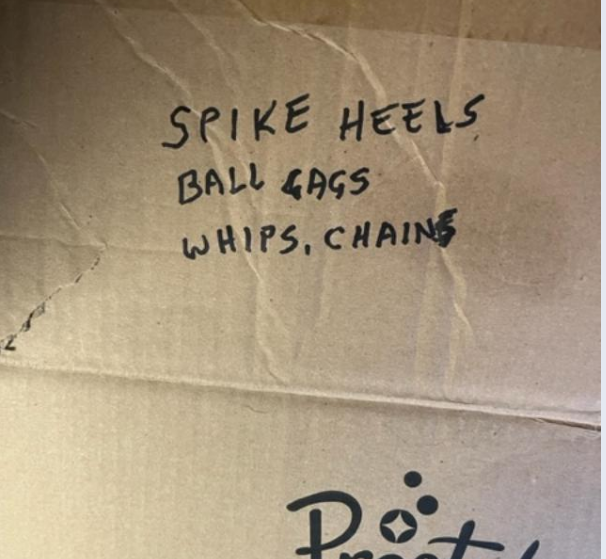 SPIKE HEELS
BALL GAGS
WHIPS, CHAINS